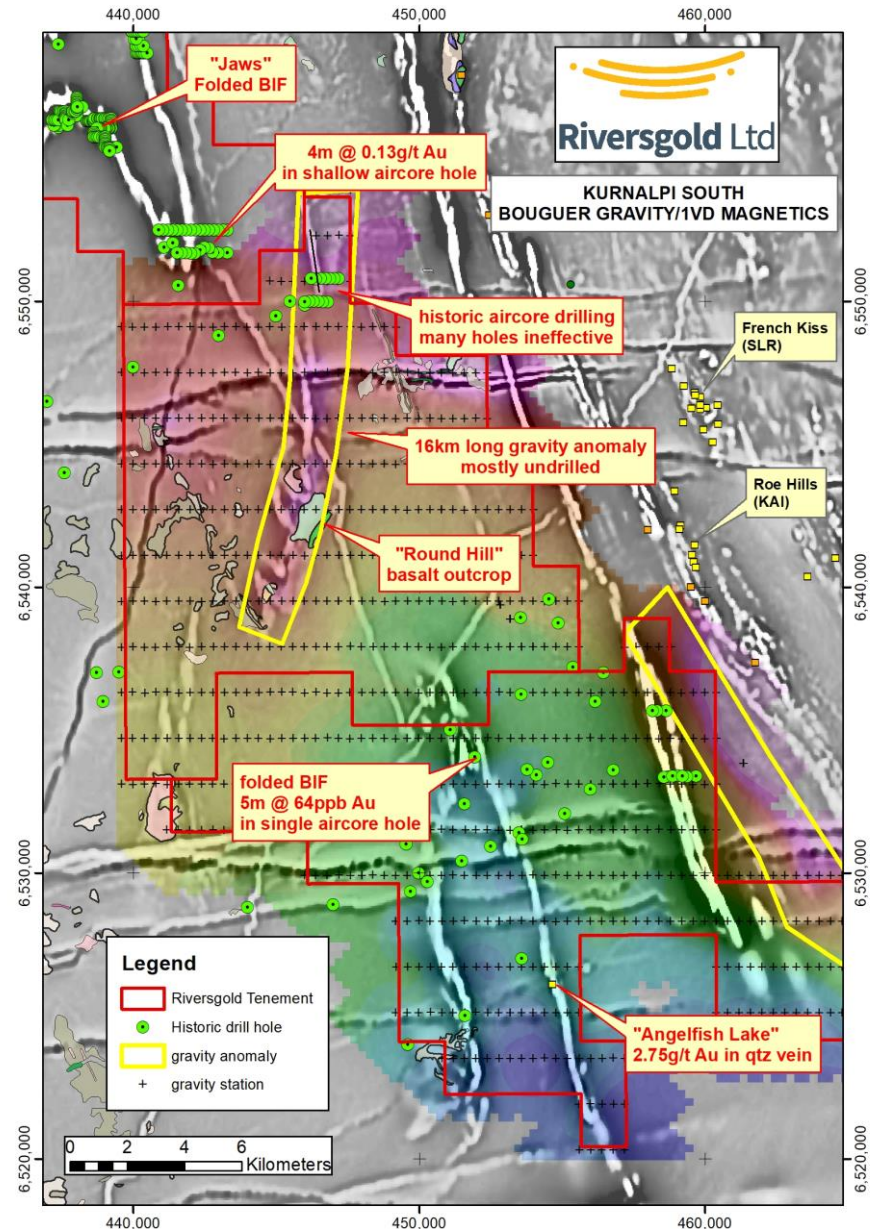 440,000
450,000
460,000
"Jaws"
Folded BIF
Riversgold Ltd
4m @ 0.13g/t Au
in shallow aircore hole
KURNALPI SOUTH
BOUGUER GRAVITY/1VD MAGNETICS
6,550,000
6,550,000
historic aircore drilling
many holes ineffective
French Kiss
(SLR)
16km long gravity anomaly
mostly undrilled
Roe Hills
(KAI)
"Round Hill"
basalt outcrop
6,540,000
6,540,000
folded BIF
5m @ 64ppb Au
in single aircore hole
6,530,000
6,530,000
Legend
Riversgold Tenement
Historic drill hole
gravity anomaly
gravity station
"Angelfish Lake"
2.75g/t Au in qtz vein
0 2 4 6
Kilometers
6,520,000
6,520,000
440,000
450,000
460,000